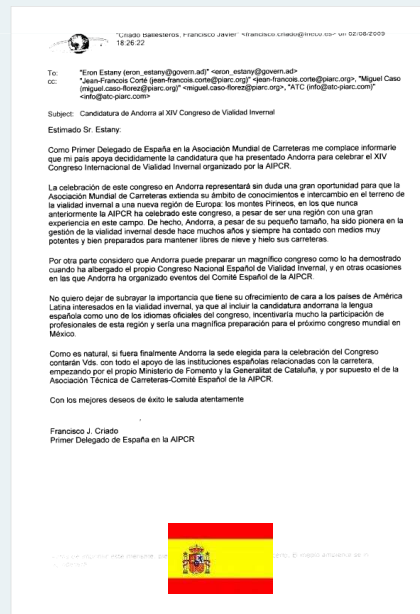 "Criado Ballesteros, Francisco Javier" <francisco.criado@ineco.es> on 02/08/2009
18:26:22
To: "Eron Estany (eron_estany@govern.ad)" <eron_estany@govern.ad>
cc: "Jean-Francois Corté (jean-francois.corte@piarc.org)" <jean-francois.corte@piarc.org>, "Miguel Caso
(miguel.caso-florez@piarc.org)" <miguel.caso-florez@piarc.org>, "ATC (info@atc-piarc.com)"
<info@atc-piarc.com>
Subject: Candidatura de Andorra al XIV Congreso de Vialidad Invernal
Estimado Sr. Estany:
Como Primer Delegado de España en la Asociación Mundial de Carreteras me complace informarle
que mi país apoya decididamente la candidatura que ha presentado Andorra para celebrar el XIV
Congreso Internacional de Vialidad Invernal organizado por la AIPCR.
La celebración de este congreso en Andorra representará sin duda una gran oportunidad para que la
Asociación Mundial de Carreteras extienda su ámbito de conocimientos e intercambio en el terreno de
la vialidad invernal a una nueva región de Europa: los montes Pirineos, en los que nunca
anteriormente la AIPCR ha celebrado este congreso, a pesar de ser una región con una gran
experiencia en este campo. De hecho, Andorra, a pesar de su pequeño tamaño, ha sido pionera en la
gestión de la vialidad invernal desde hace muchos años y siempre ha contado con medios muy
potentes y bien preparados para mantener libres de nieve y hielo sus carreteras.
Por otra parte considero que Andorra puede preparar un magnífico congreso como lo ha demostrado
cuando ha albergado el propio Congreso Nacional Español de Vialidad Invernal, y en otras ocasiones
en las que Andorra ha organizado eventos del Comité Español de la AIPCR.
No quiero dejar de subrayar la importancia que tiene su ofrecimiento de cara a los países de América
Latina interesados en la vialidad invernal, ya que al incluir la candidatura andorrana la lengua
española como uno de los idiomas oficiales del congreso, incentivaría mucho la participación de
profesionales de esta región y sería una magnífica preparación para el próximo congreso mundial en
México.
Como es natural, si fuera finalmente Andorra la sede elegida para la celebración del Congreso
contarán Vds. con todo el apoyo de las instituciones españolas relacionadas con la carretera,
empezando por el propio Ministerio de Fomento y la Generalitat de Cataluña, y por supuesto el de la
Asociación Técnica de Carreteras-Comité Español de la AIPCR.
Con los mejores deseos de éxito le saluda atentamente
Francisco J. Criado
Primer Delegado de España en la AIPCR